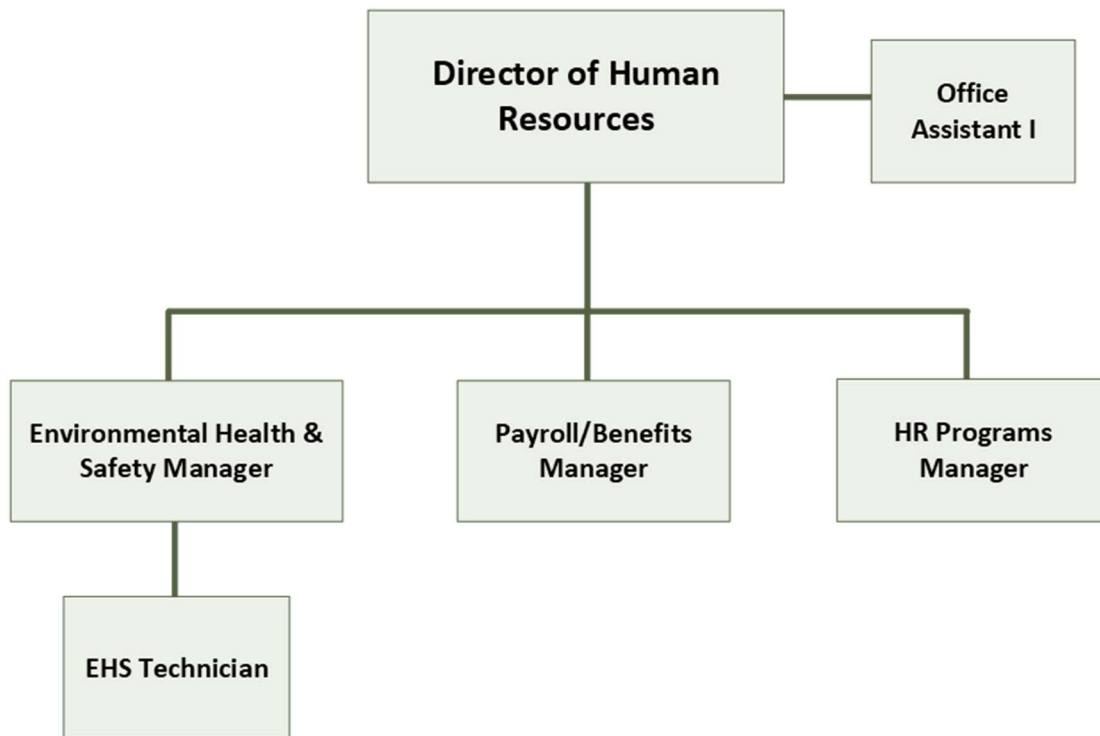 Director of Human
Resources
Office
Assistant I
Environmental Health &
Safety Manager
Payroll/Benefits
Manager
HR Programs
Manager
EHS Technician